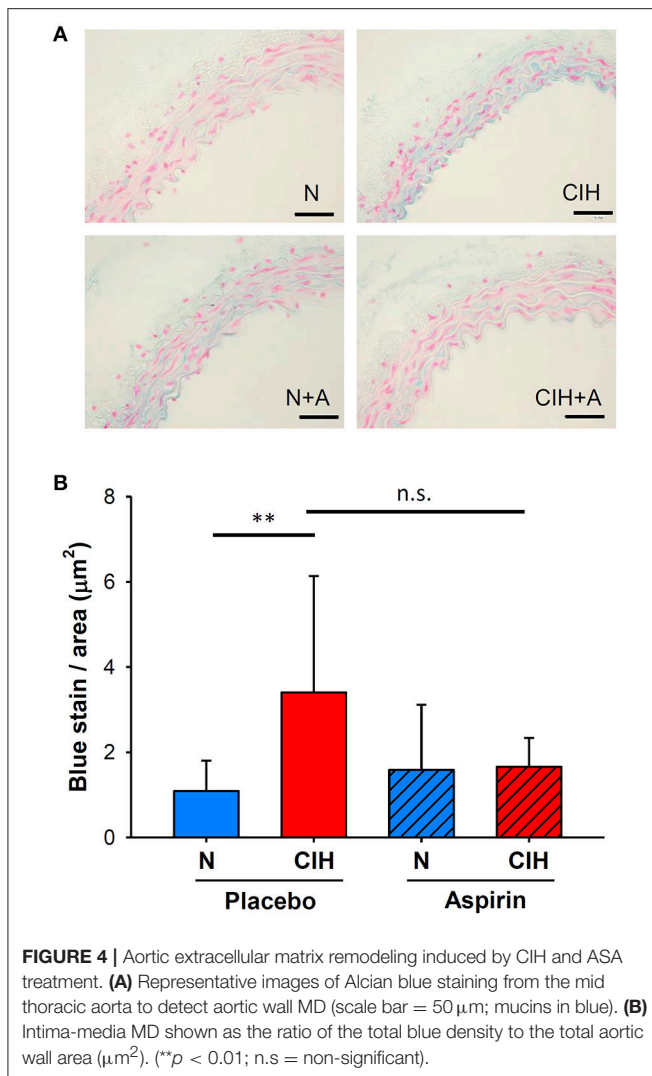 A
N
CIH
N+A
CIH+A
B
n.s.
**
8
6
4
2
0
Blue stain / area (μm²)
N CIH N CIH
Placebo Aspirin
FIGURE 4 | Aortic extracellular matrix remodeling induced by CIH and ASA
treatment. (A) Representative images of Alcian blue staining from the mid
thoracic aorta to detect aortic wall MD (scale bar = 50 μm; mucins in blue). (B)
Intima-media MD shown as the ratio of the total blue density to the total aortic
wall area (μm²). (**p < 0.01; n.s = non-significant).